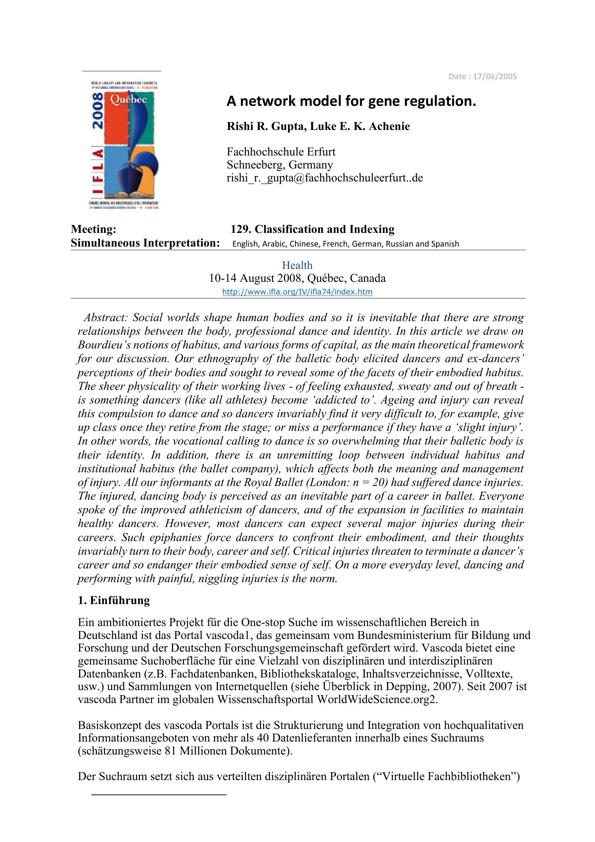 Date : 17/06/2005
WORLD LIBRARY AND INFORMATION CONGRESS:
Québec
2008
IFLA
A network model for gene regulation.
Rishi R. Gupta, Luke E. K. Achenie
Fachhochschule Erfurt
Schneeberg, Germany
rishi_r._gupta@fachhochschuleerfurt..de
Meeting: 129. Classification and Indexing
Simultaneous Interpretation: English, Arabic, Chinese, French, German, Russian and Spanish
Health
10-14 August 2008, Québec, Canada
http://www.ifla.org/IV/ifla74/index.htm
Abstract: Social worlds shape human bodies and so it is inevitable that there are strong
relationships between the body, professional dance and identity. In this article we draw on
Bourdieu's notions of habitus, and various forms of capital, as the main theoretical framework
for our discussion. Our ethnography of the balletic body elicited dancers and ex-dancers'
perceptions of their bodies and sought to reveal some of the facets of their embodied habitus.
The sheer physicality of their working lives - of feeling exhausted, sweaty and out of breath -
is something dancers (like all athletes) become 'addicted to'. Ageing and injury can reveal
this compulsion to dance and so dancers invariably find it very difficult to, for example, give
up class once they retire from the stage; or miss a performance if they have a 'slight injury'.
In other words, the vocational calling to dance is so overwhelming that their balletic body is
their identity. In addition, there is an unremitting loop between individual habitus and
institutional habitus (the ballet company), which affects both the meaning and management
of injury. All our informants at the Royal Ballet (London: n = 20) had suffered dance injuries.
The injured, dancing body is perceived as an inevitable part of a career in ballet. Everyone
spoke of the improved athleticism of dancers, and of the expansion in facilities to maintain
healthy dancers. However, most dancers can expect several major injuries during their
careers. Such epiphanies force dancers to confront their embodiment, and their thoughts
invariably turn to their body, career and self. Critical injuries threaten to terminate a dancer's
career and so endanger their embodied sense of self. On a more everyday level, dancing and
performing with painful, niggling injuries is the norm.
1. Einführung
Ein ambitioniertes Projekt für die One-stop Suche im wissenschaftlichen Bereich in
Deutschland ist das Portal vascoda1, das gemeinsam vom Bundesministerium für Bildung und
Forschung und der Deutschen Forschungsgemeinschaft gefördert wird. Vascoda bietet eine
gemeinsame Suchoberfläche für eine Vielzahl von disziplinären und interdisziplinären
Datenbanken (z.B. Fachdatenbanken, Bibliothekskataloge, Inhaltsverzeichnisse, Volltexte,
usw.) und Sammlungen von Internetquellen (siehe Überblick in Depping, 2007). Seit 2007 ist
vascoda Partner im globalen Wissenschaftsportal WorldWideScience.org2.
Basiskonzept des vascoda Portals ist die Strukturierung und Integration von hochqualitativen
Informationsangeboten von mehr als 40 Datenlieferanten innerhalb eines Suchraums
(schätzungsweise 81 Millionen Dokumente).
Der Suchraum setzt sich aus verteilten disziplinären Portalen (“Virtuelle Fachbibliotheken”)